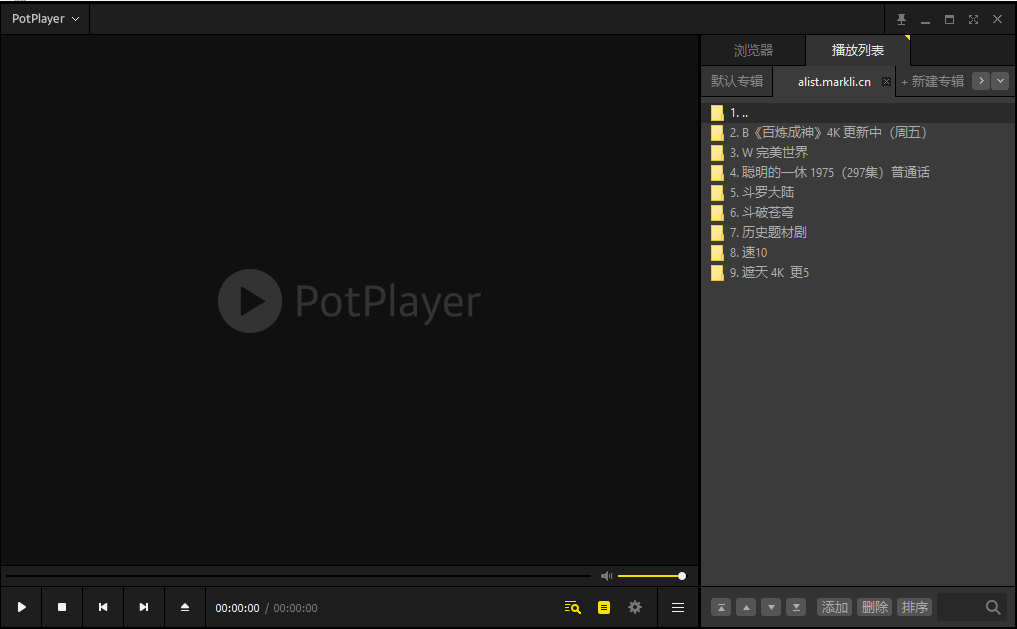 PotPlayer
浏览器
播放列表
默认专辑
alist.markli.cn
+ 新建专辑
1. ..
2. B《百炼成神》4K 更新中（周五）
3. W 完美世界
4. 聪明的一休 1975（297集）普通话
5. 斗罗大陆
6. 斗破苍穹
7. 历史题材剧
8. 速10
9. 遮天 4K 更5
PotPlayer
00:00:00 / 00:00:00
添加
删除
排序